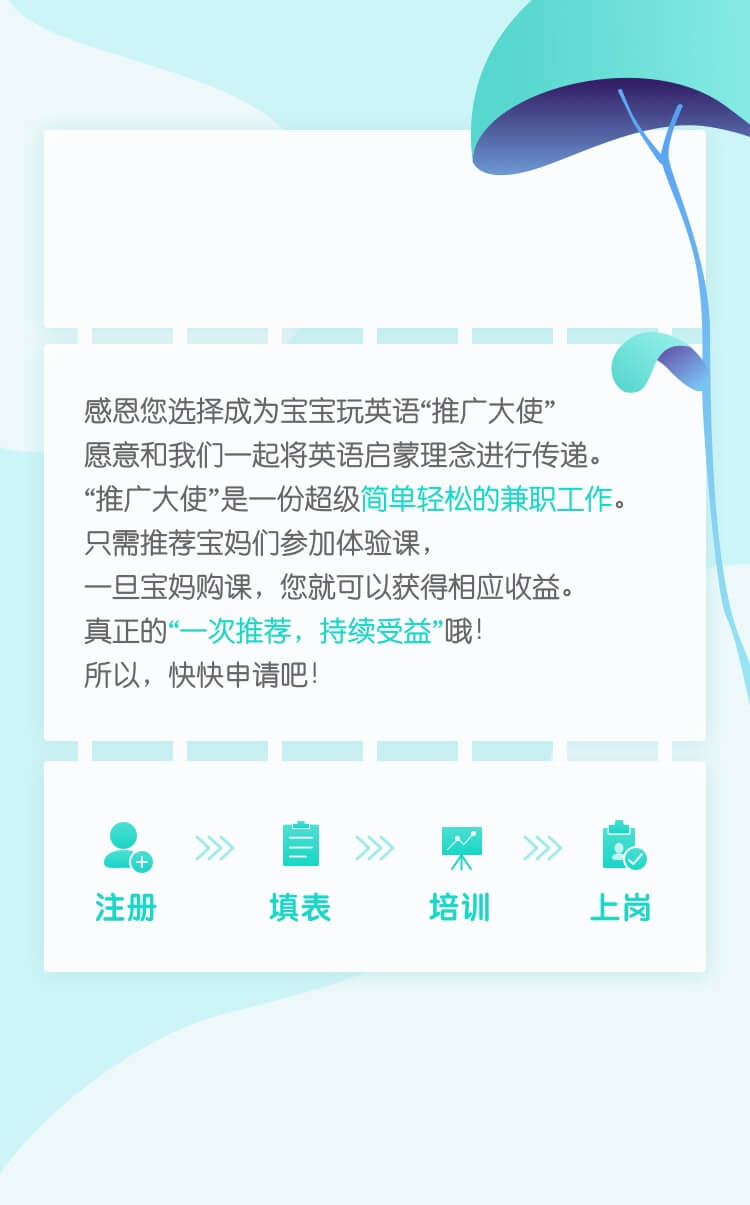 感恩您选择成为宝宝玩英语“推广大使”
愿意和我们一起将英语启蒙理念进行传递。
“推广大使”是一份超级简单轻松的兼职工作。
只需推荐宝妈们参加体验课，
一旦宝妈购课，您就可以获得相应收益。
真正的“一次推荐，持续受益”哦！
所以，快快申请吧！
注册 填表 培训 上岗